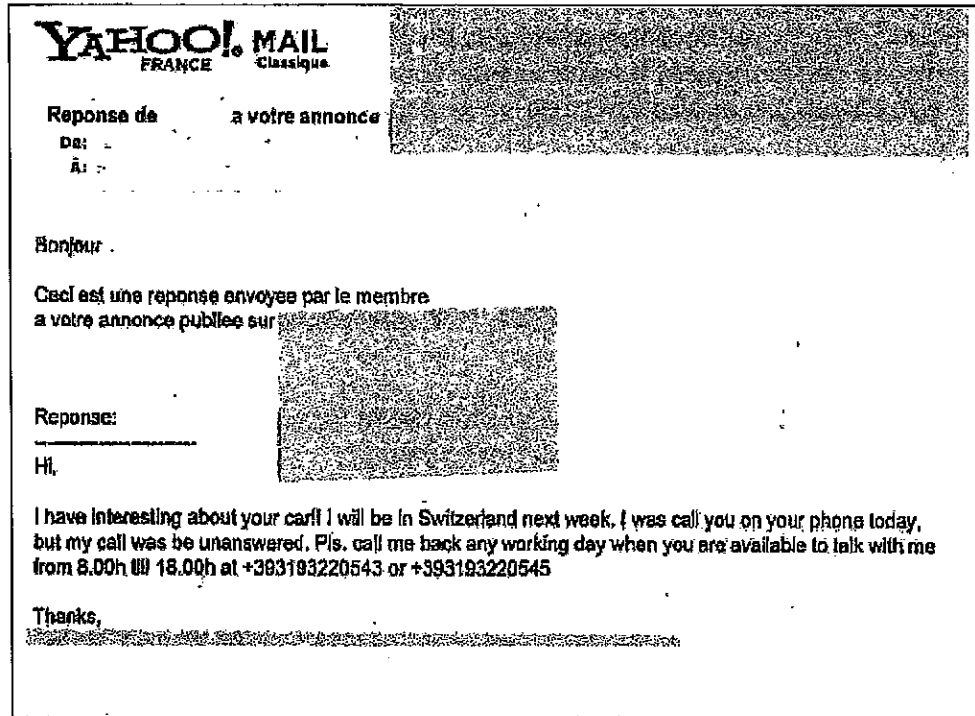 YAHOO! MAIL
FRANCE Classique
Reponse de a votre annonce
De:
À:
Bonjour .
Ceci est une reponse envoyee par le membre
a votre annonce publiee sur
Reponse:
Hi,
I have interesting about your car!! I will be in Switzerland next week. I was call you on your phone today,
but my call was be unanswered. Pls. call me back any working day when you are available to talk with me
from 8.00h till 18.00h at +393193220543 or +393193220545
Thanks,